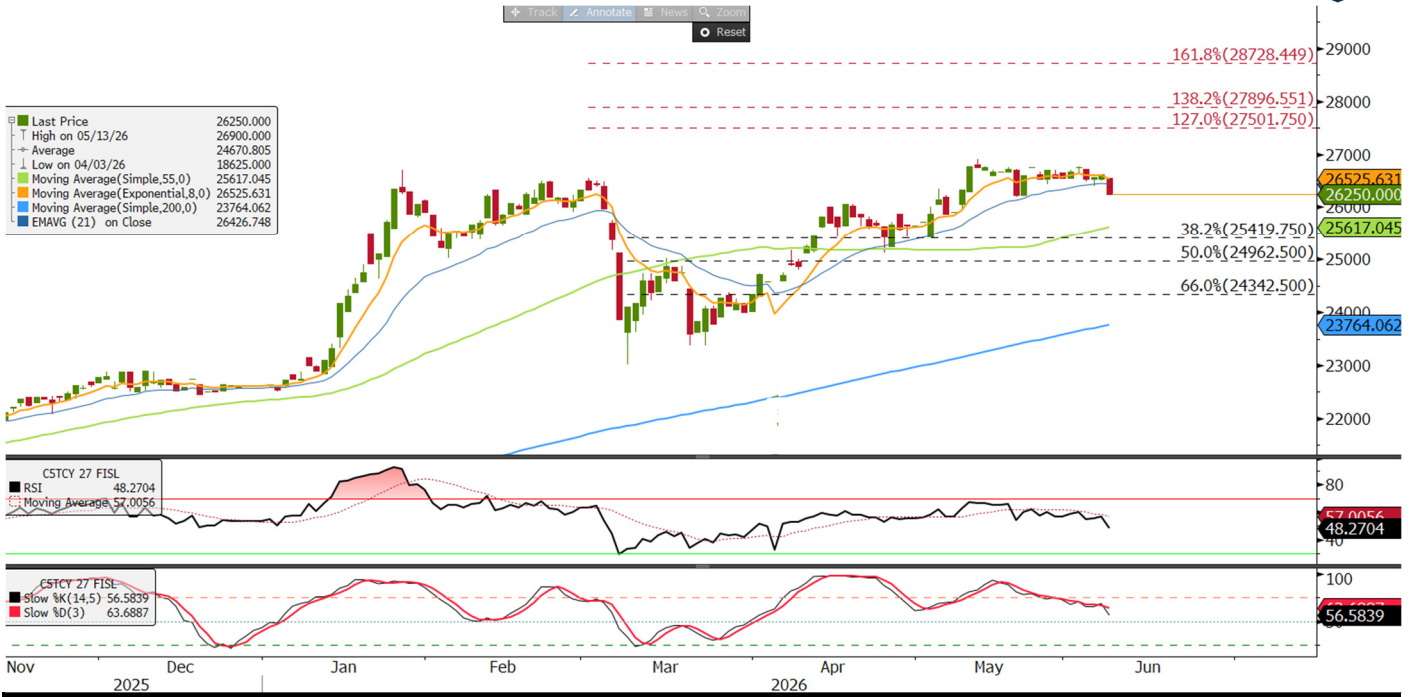 Track Annotate News Zoom
Reset
161.8%(28728.449)
138.2%(27896.551)
127.0%(27501.750)
38.2%(25419.750)
50.0%(24962.500)
66.0%(24342.500)
Last Price 26250.000
High on 05/13/26 26900.000
Average 24670.805
Low on 04/03/26 18625.000
Moving Average(Simple,55,0) 25617.045
Moving Average(Exponential,8,0) 26525.631
Moving Average(Simple,200,0) 23764.062
EMAVG (21) on Close 26426.748
29000
28000
27000
26525.631
26250.000
26000
25617.045
25000
24000
23764.062
23000
22000
C5TCY 27 FISL
RSI 48.2704
Moving Average 57.0056
80
57.0056
48.2704
40
C5TCY 27 FISL
Slow %K(14,5) 56.5839
Slow %D(3) 63.6887
100
63.6887
56.5839
Nov Dec Jan Feb Mar Apr May Jun
2025 2026